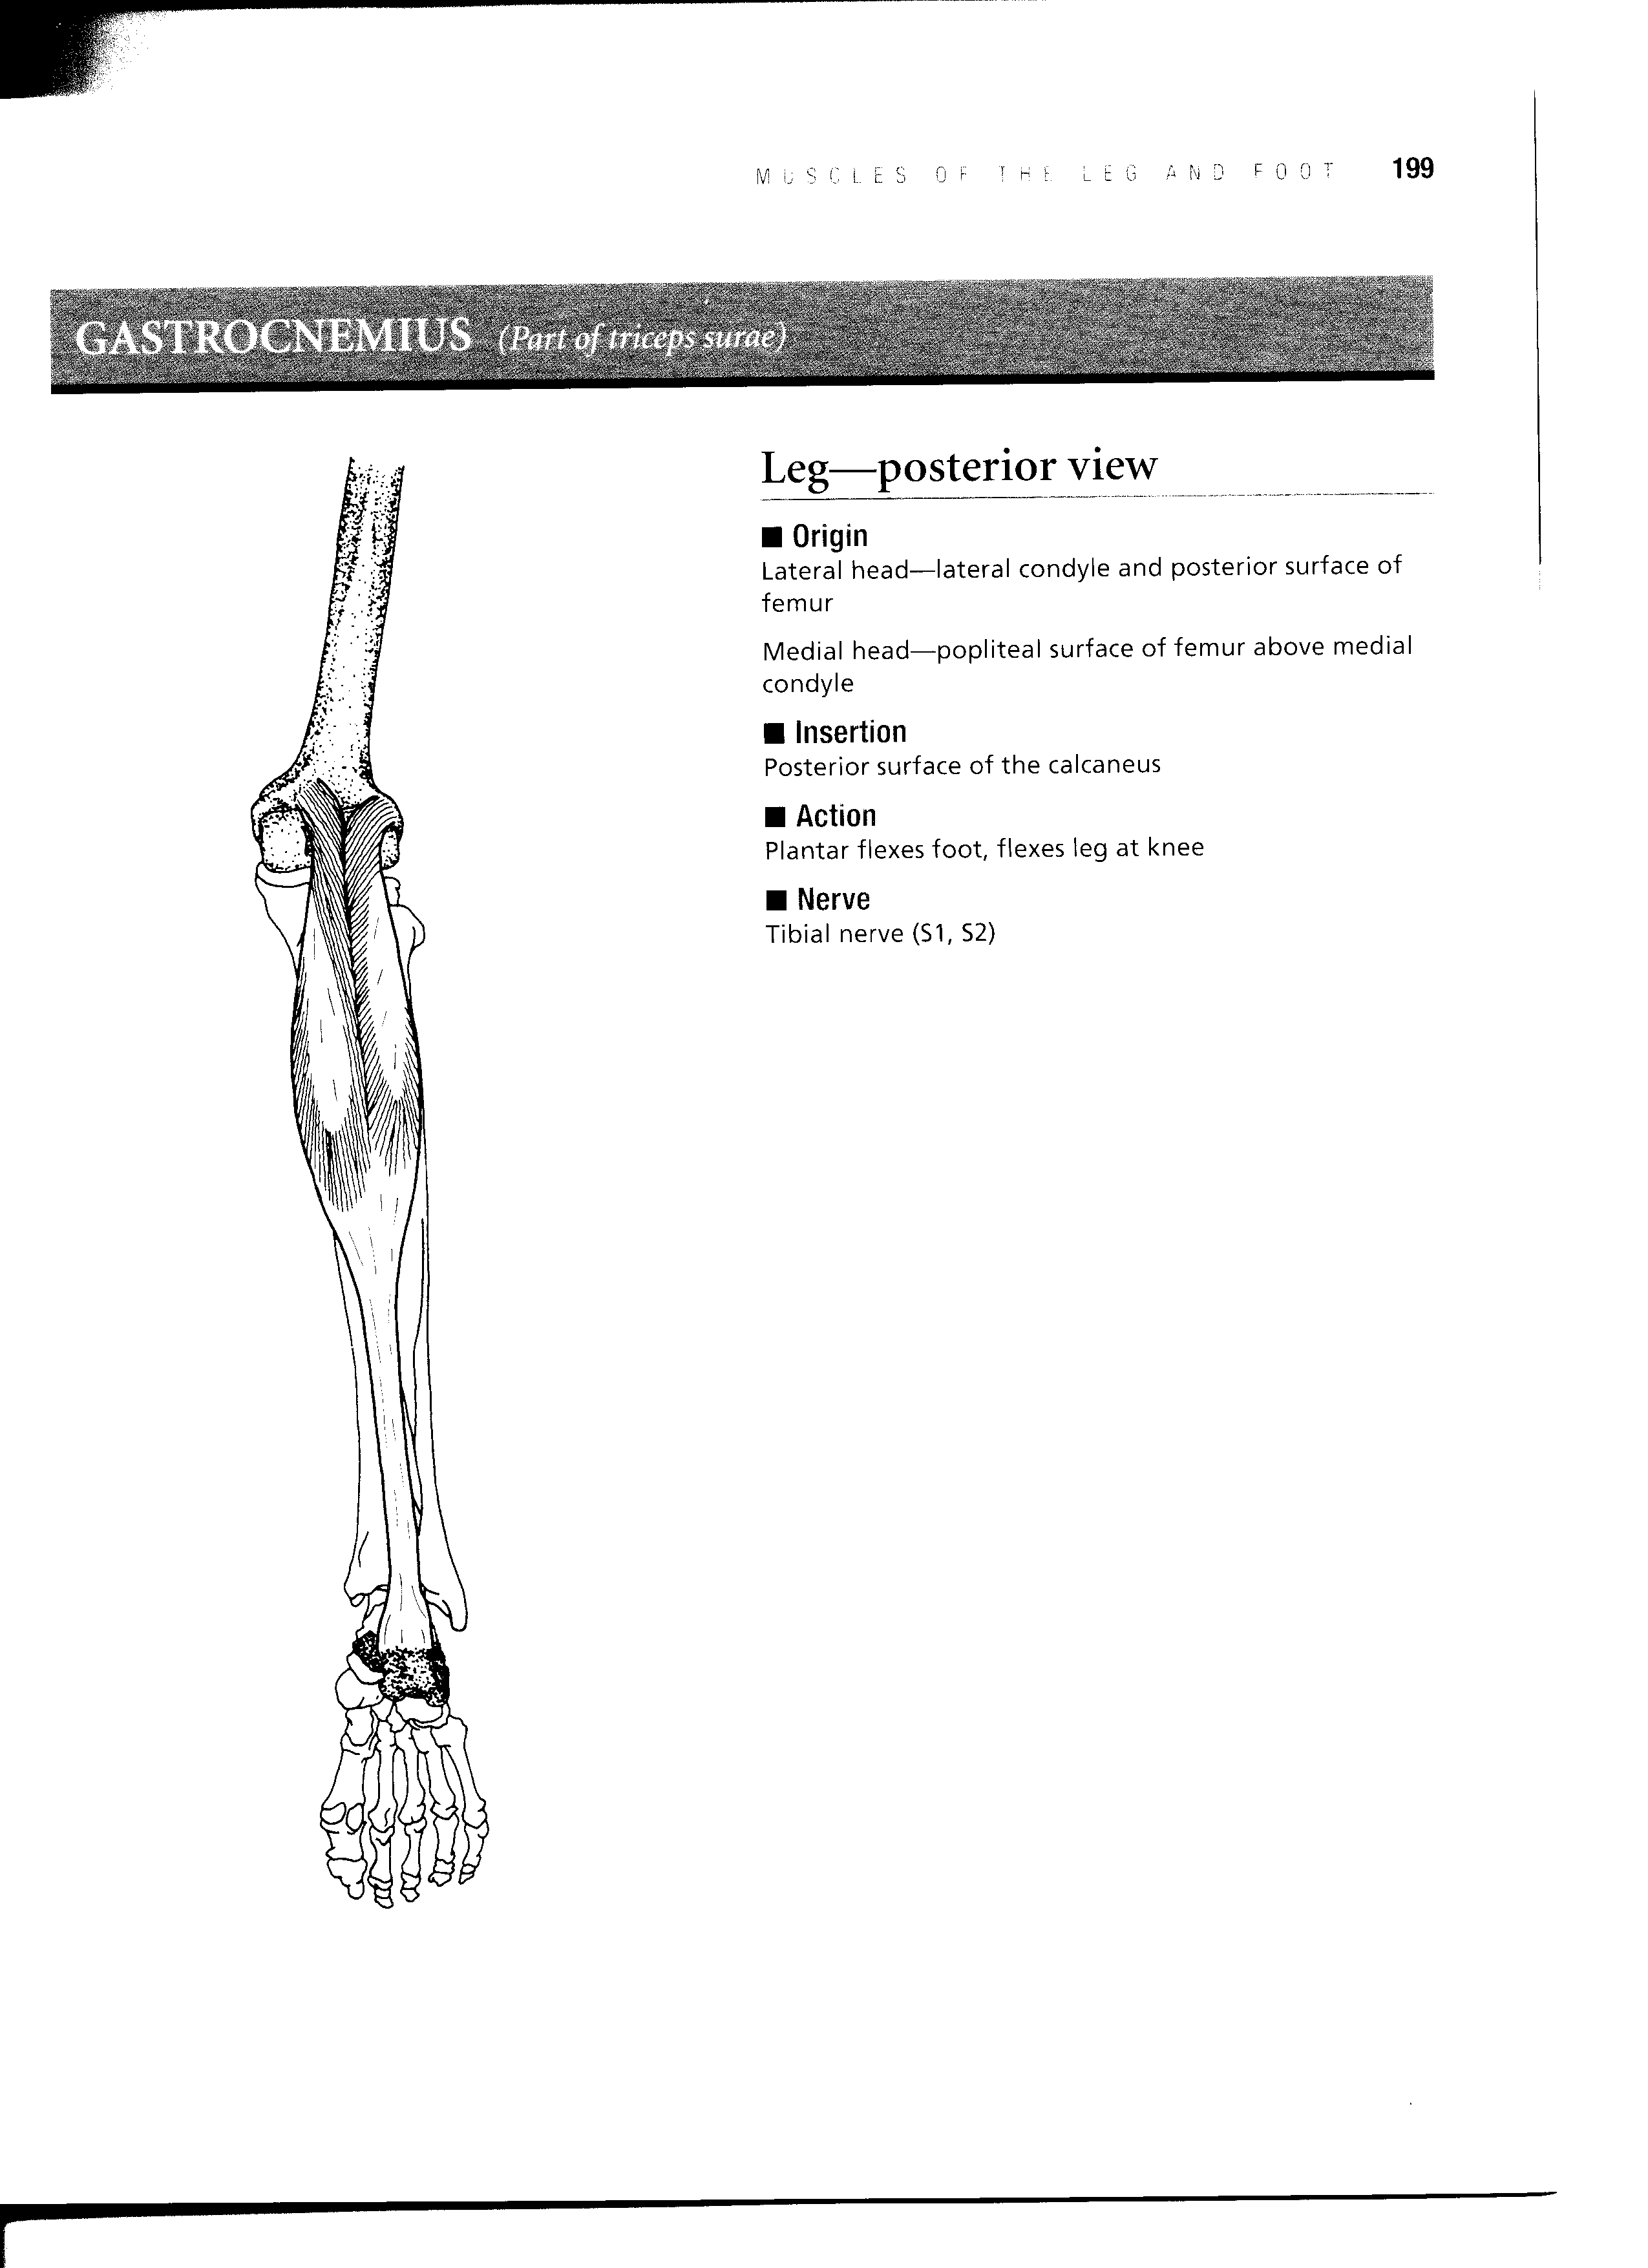 MUSCLES OF THE LEG AND FOOT 199
GASTROCNEMIUS (Part of triceps surae)
Leg—posterior view
■ Origin
Lateral head—lateral condyle and posterior surface of
femur
Medial head—popliteal surface of femur above medial
condyle
■ Insertion
Posterior surface of the calcaneus
■ Action
Plantar flexes foot, flexes leg at knee
■ Nerve
Tibial nerve (S1, S2)